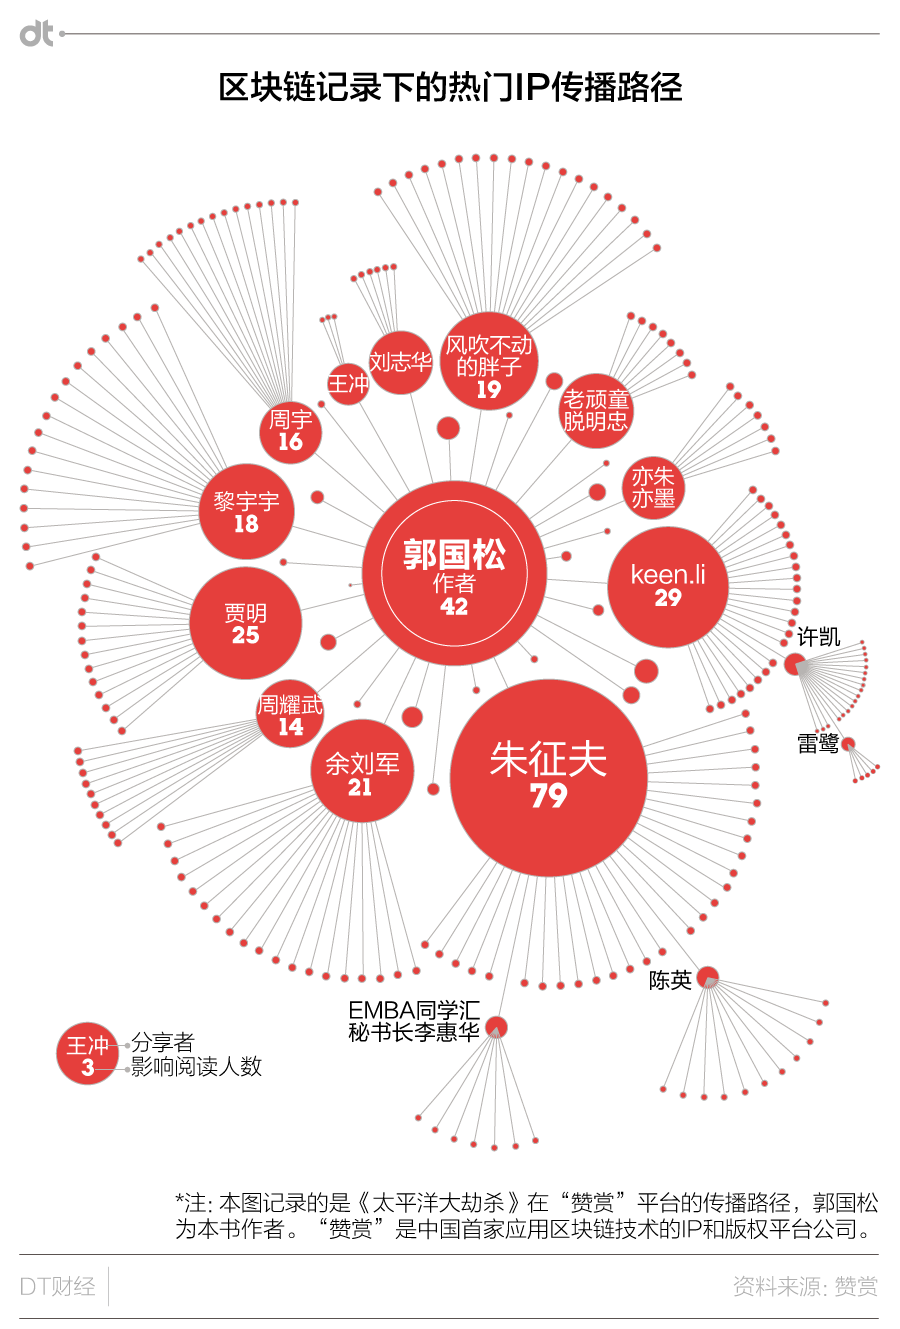 dt
区块链记录下的热门IP传播路径
风吹不动
的胖子
19
刘志华
王冲
老顽童
脱明忠
周宇
16
亦朱
亦墨
黎宇宇
18
郭国松
作者
42
keen.li
29
贾明
25
许凯
周耀武
14
雷鹭
余刘军
21
朱征夫
79
陈英
EMBA同学汇
秘书长李惠华
王冲
3
分享者
影响阅读人数
*注：本图记录的是《太平洋大劫杀》在“赞赏”平台的传播路径，郭国松
为本书作者。“赞赏”是中国首家应用区块链技术的IP和版权平台公司。
DT财经
资料来源：赞赏